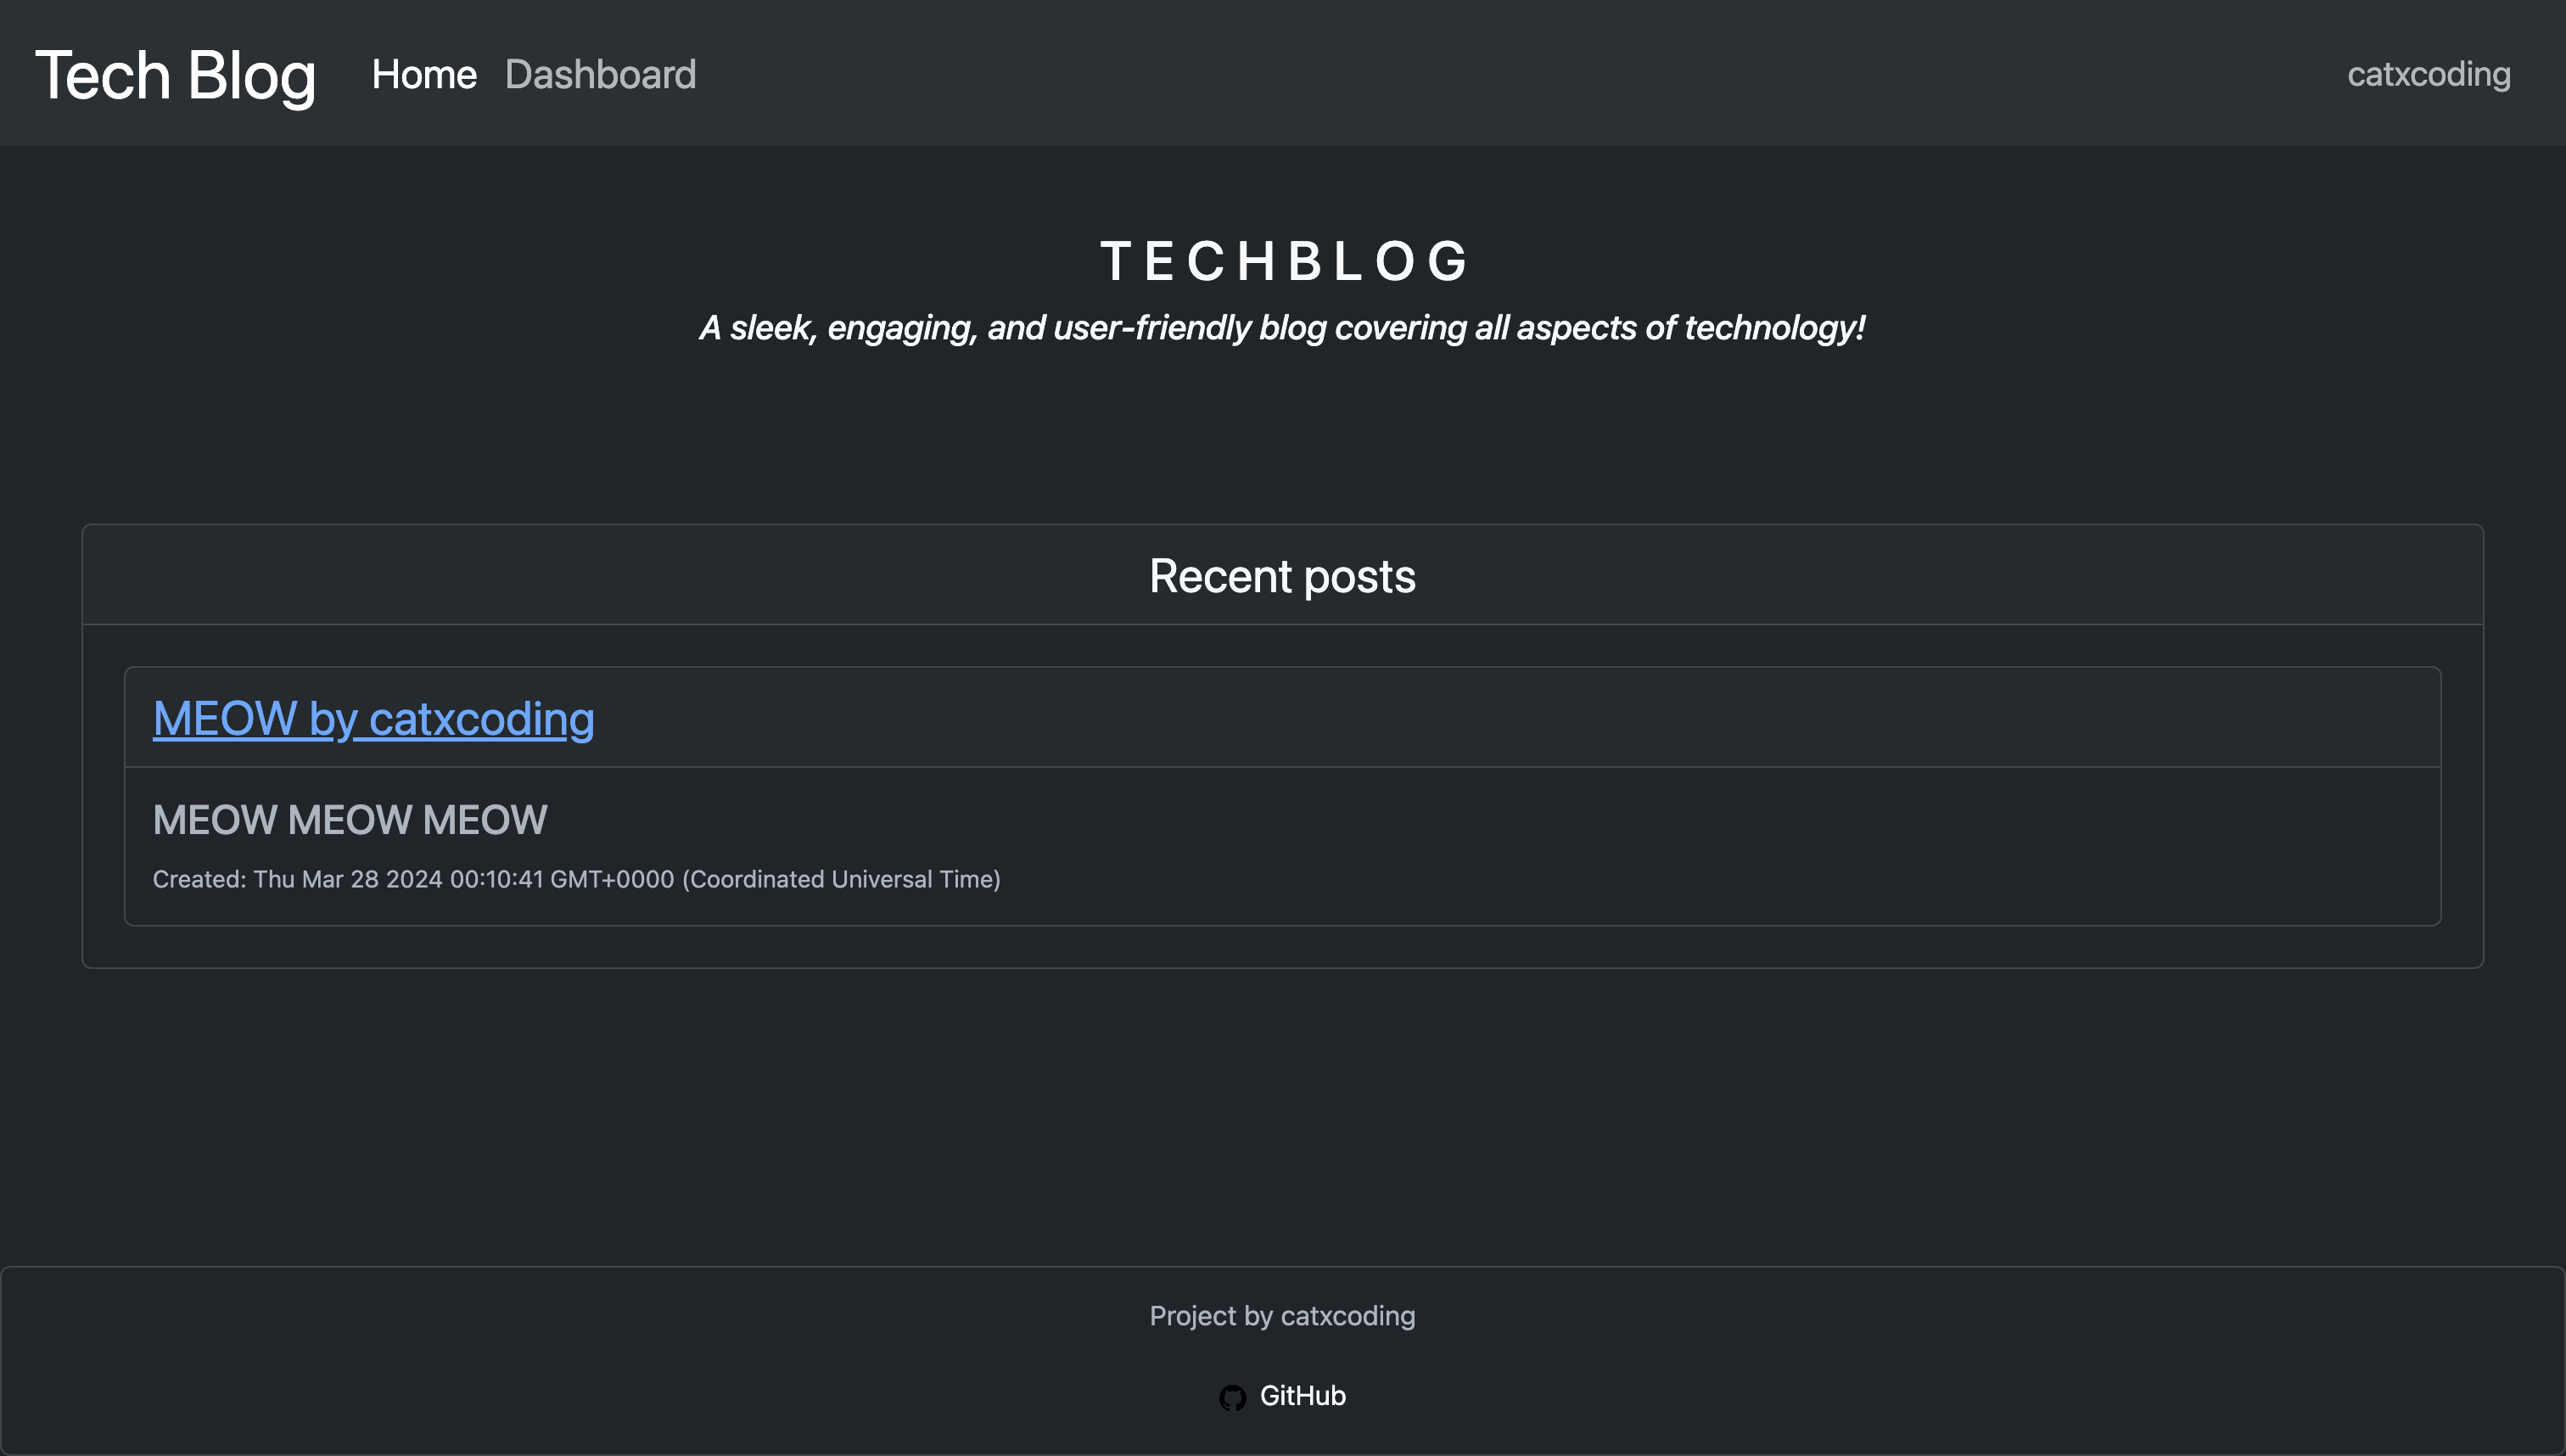 Tech Blog Home Dashboard catxcoding
TECHBLOG
A sleek, engaging, and user-friendly blog covering all aspects of technology!
Recent posts
MEOW by catxcoding
MEOW MEOW MEOW
Created: Thu Mar 28 2024 00:10:41 GMT+0000 (Coordinated Universal Time)
Project by catxcoding
GitHub